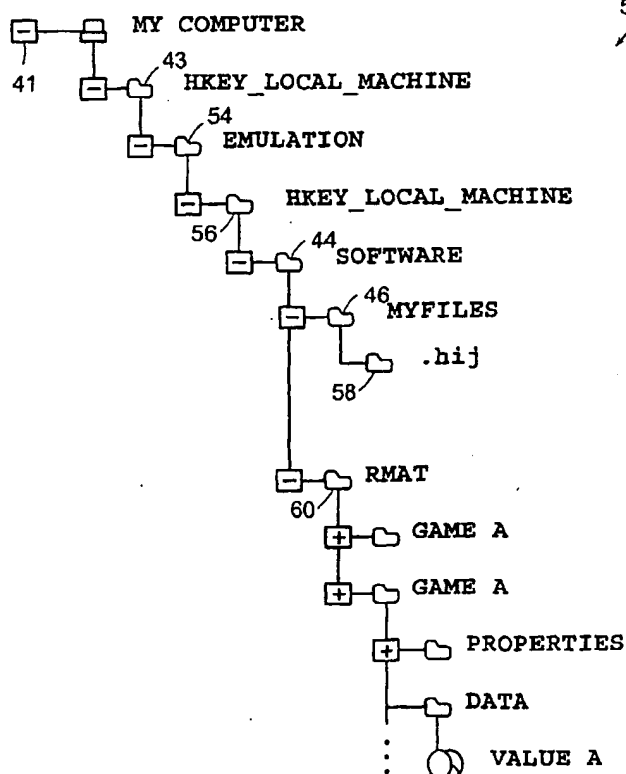 5
MY COMPUTER
41
43
HKEY_LOCAL_MACHINE
54
EMULATION
HKEY_LOCAL_MACHINE
56
44
SOFTWARE
46
MYFILES
.hij
58
RMAT
60
GAME A
GAME A
PROPERTIES
DATA
VALUE A